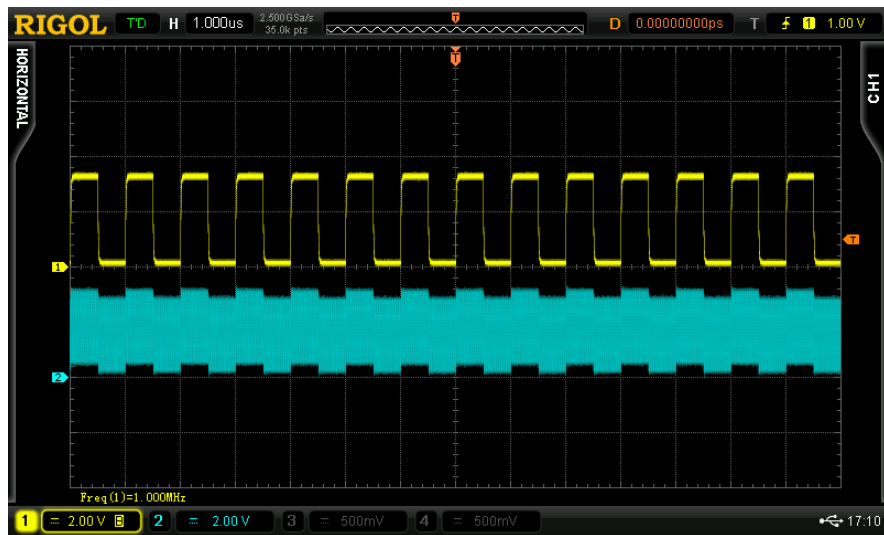 RIGOL T'D H 1.000us 2.500GSa/s D 0.00000000ps T 1 1.00 V
35.0k pts
T
HORIZONTAL
CH1
T
1
2
Freq(1)=1.000MHz
1 = 2.00 V B 2 = 2.00 V 3 = 500mV 4 = 500mV 17:10